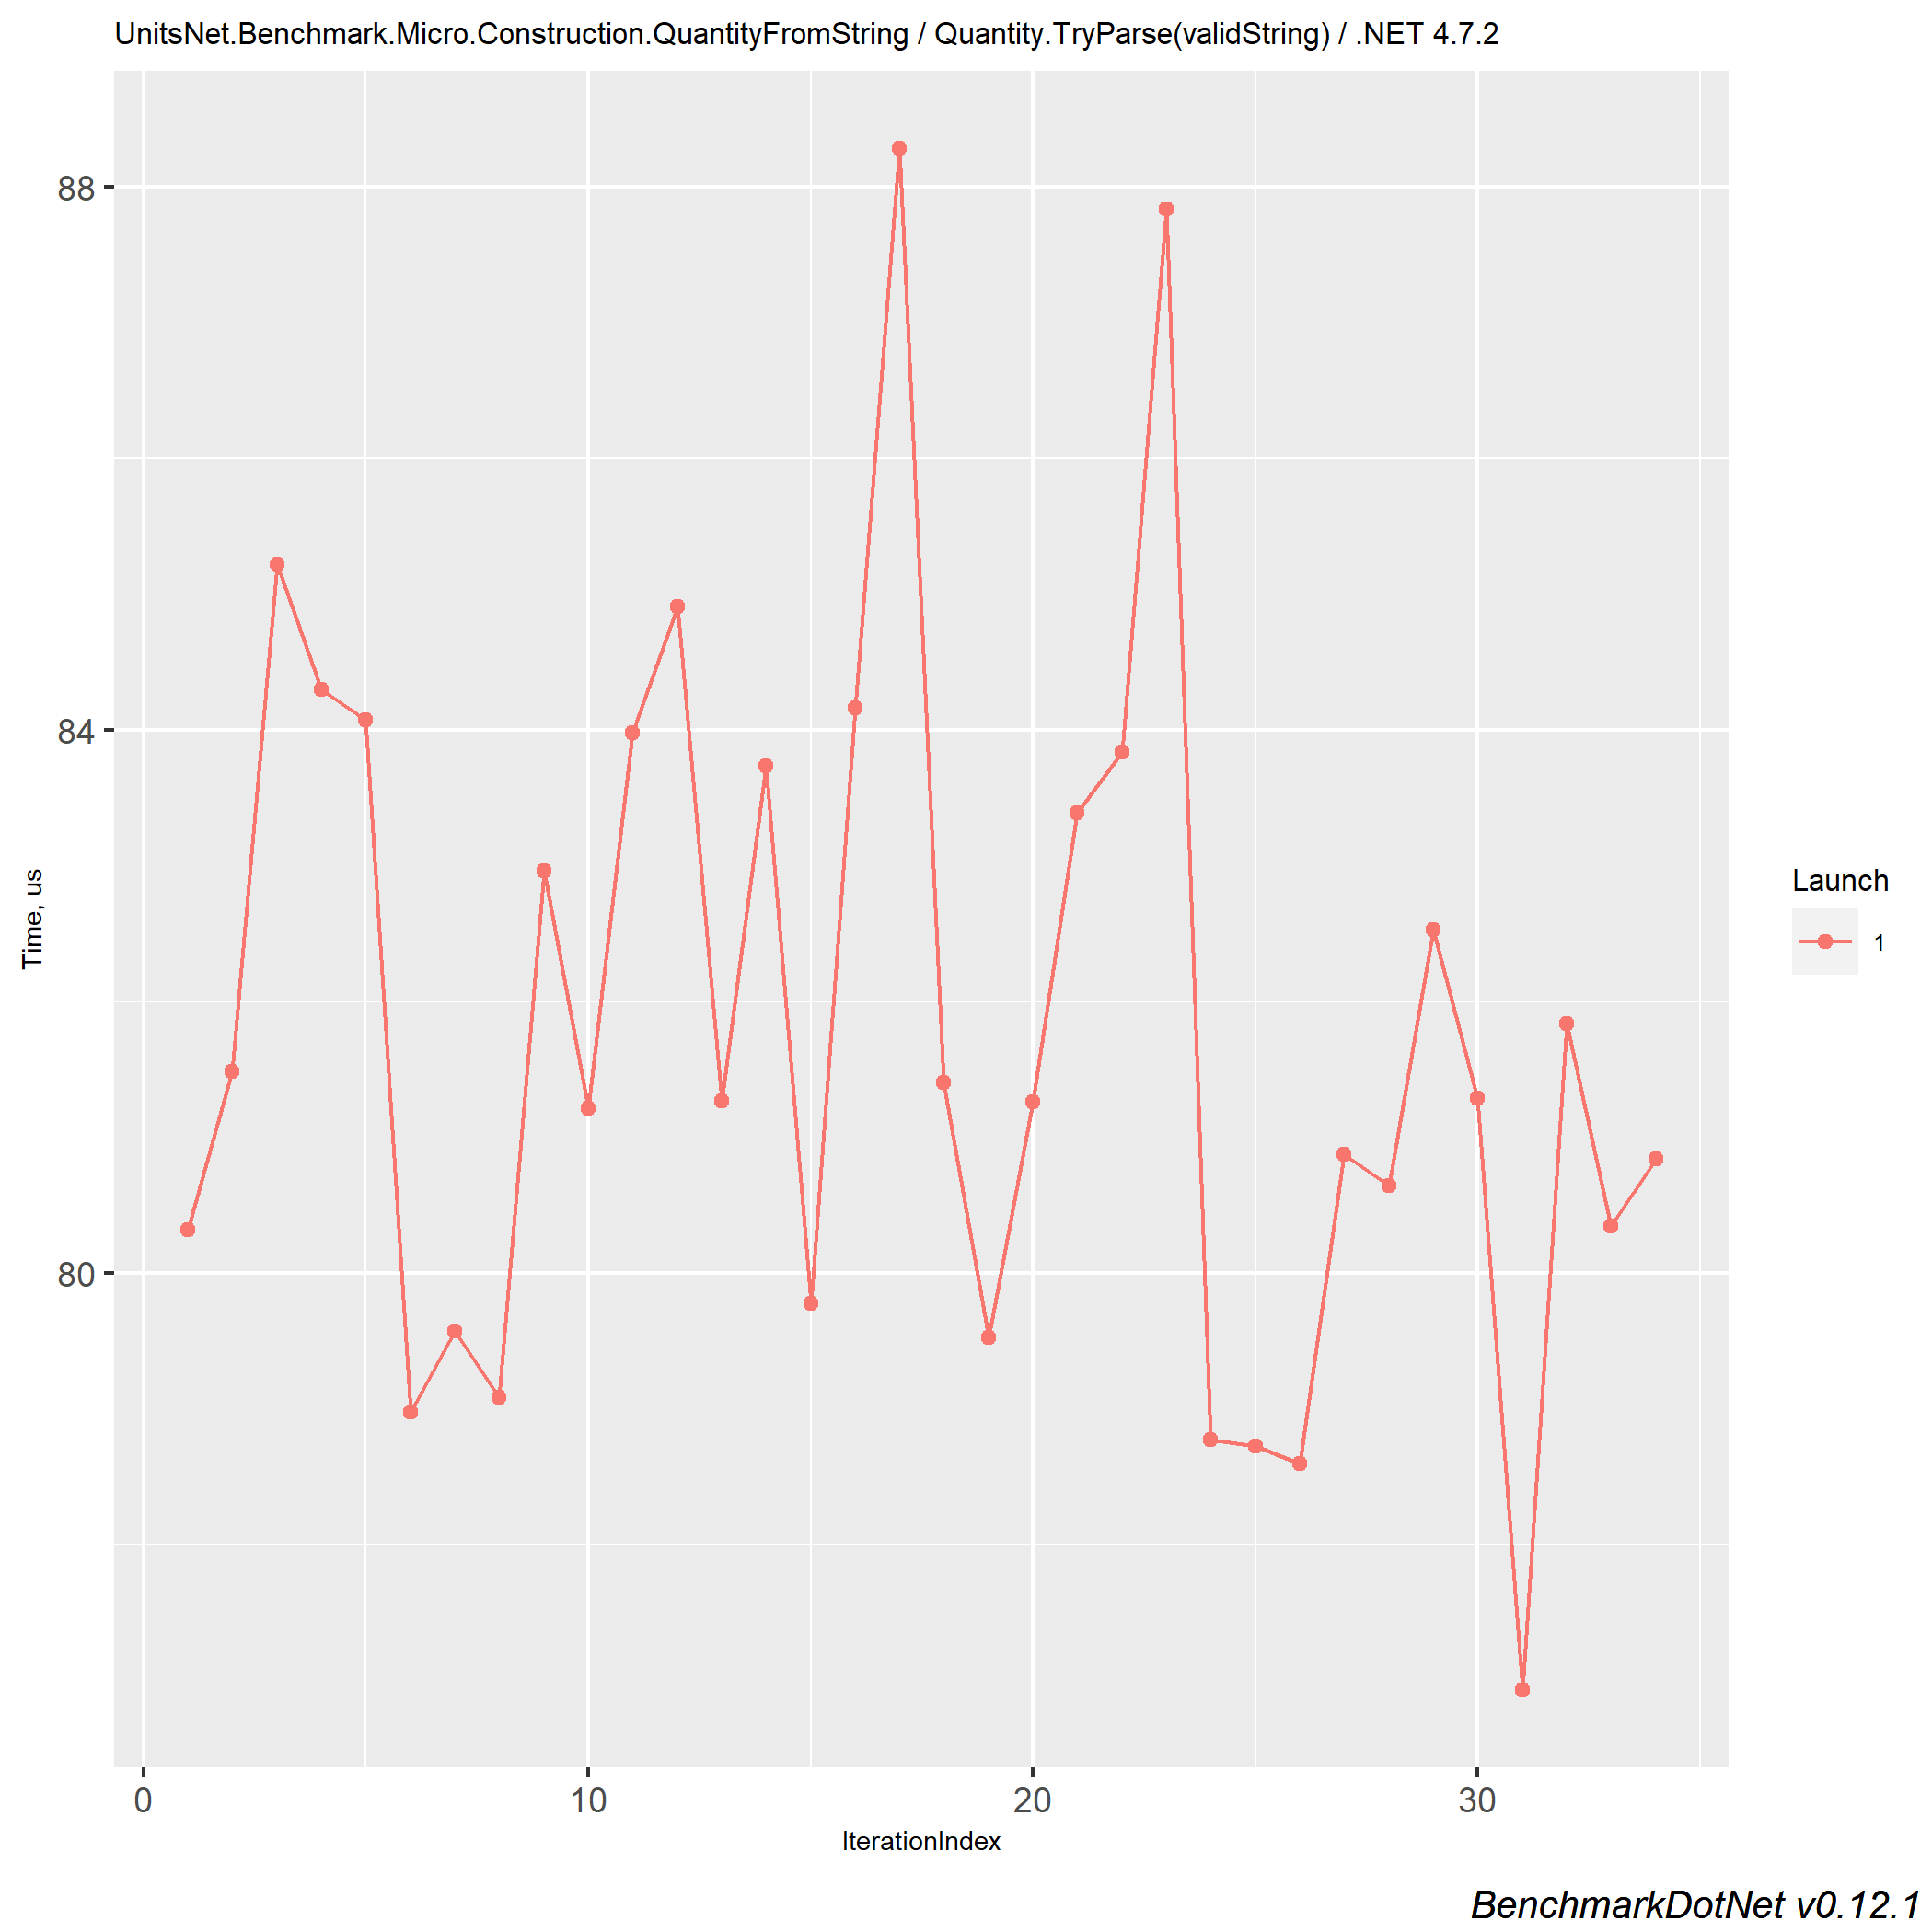 UnitsNet.Benchmark.Micro.Construction.QuantityFromString / Quantity.TryParse(validString) / .NET 4.7.2
88
84
80
Time, us
Launch
1
0 10 20 30
IterationIndex
BenchmarkDotNet v0.12.1